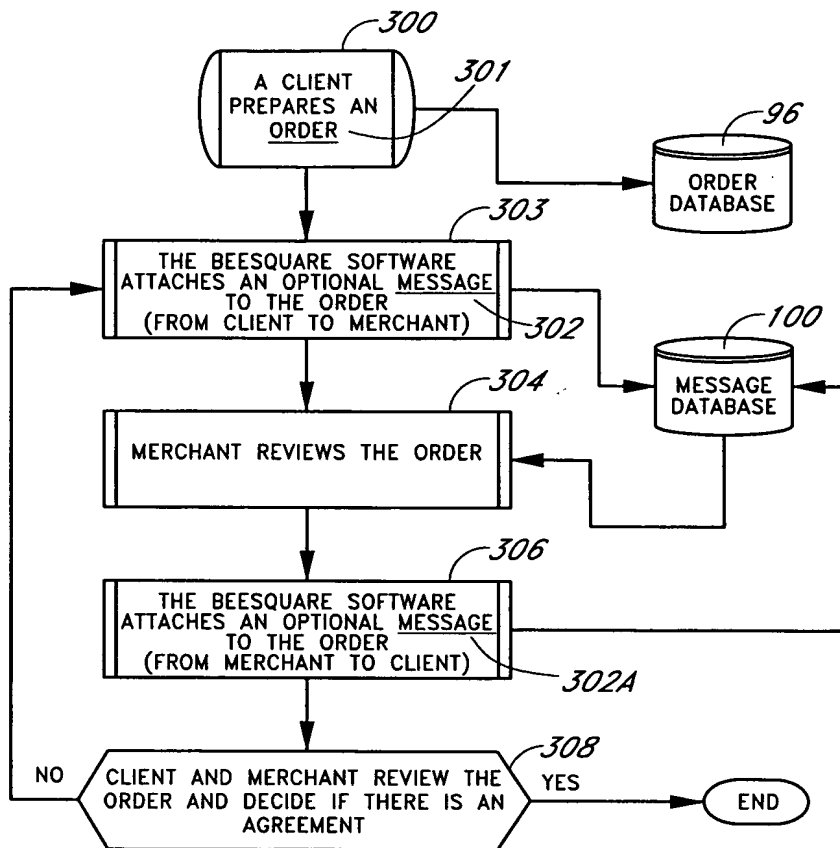 300
A CLIENT
PREPARES AN
ORDER
301
96
ORDER
DATABASE
303
THE BEESQUARE SOFTWARE
ATTACHES AN OPTIONAL MESSAGE
TO THE ORDER
(FROM CLIENT TO MERCHANT)
302
100
MESSAGE
DATABASE
304
MERCHANT REVIEWS THE ORDER
306
THE BEESQUARE SOFTWARE
ATTACHES AN OPTIONAL MESSAGE
TO THE ORDER
(FROM MERCHANT TO CLIENT)
302A
308
NO
CLIENT AND MERCHANT REVIEW THE
ORDER AND DECIDE IF THERE IS AN
AGREEMENT
YES
END